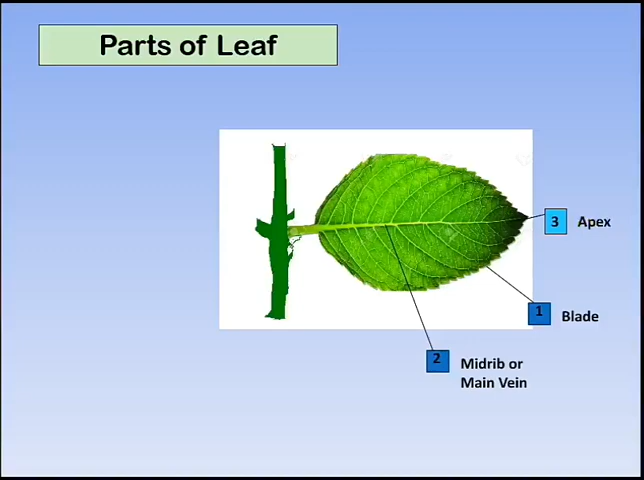 Parts of Leaf
3 Apex
1 Blade
2 Midrib or
Main Vein